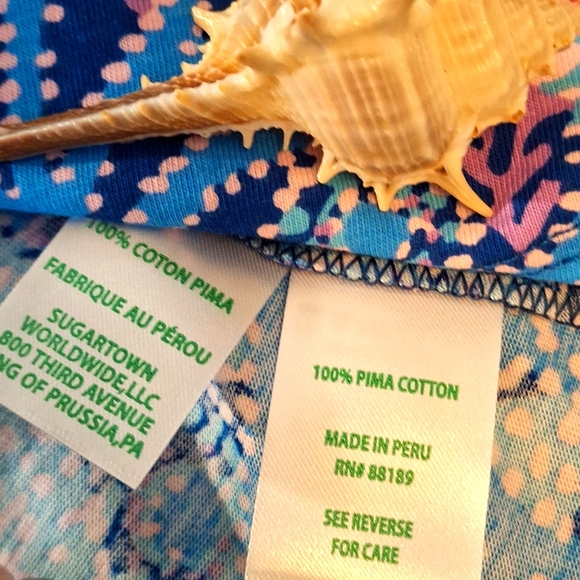 100% COTON PIMA
FABRIQUE AU PÉROU
SUGARTOWN
WORLDWIDE,LLC
800 THIRD AVENUE
NG OF PRUSSIA,PA
100% PIMA COTTON
MADE IN PERU
RN# 88189
SEE REVERSE
FOR CARE